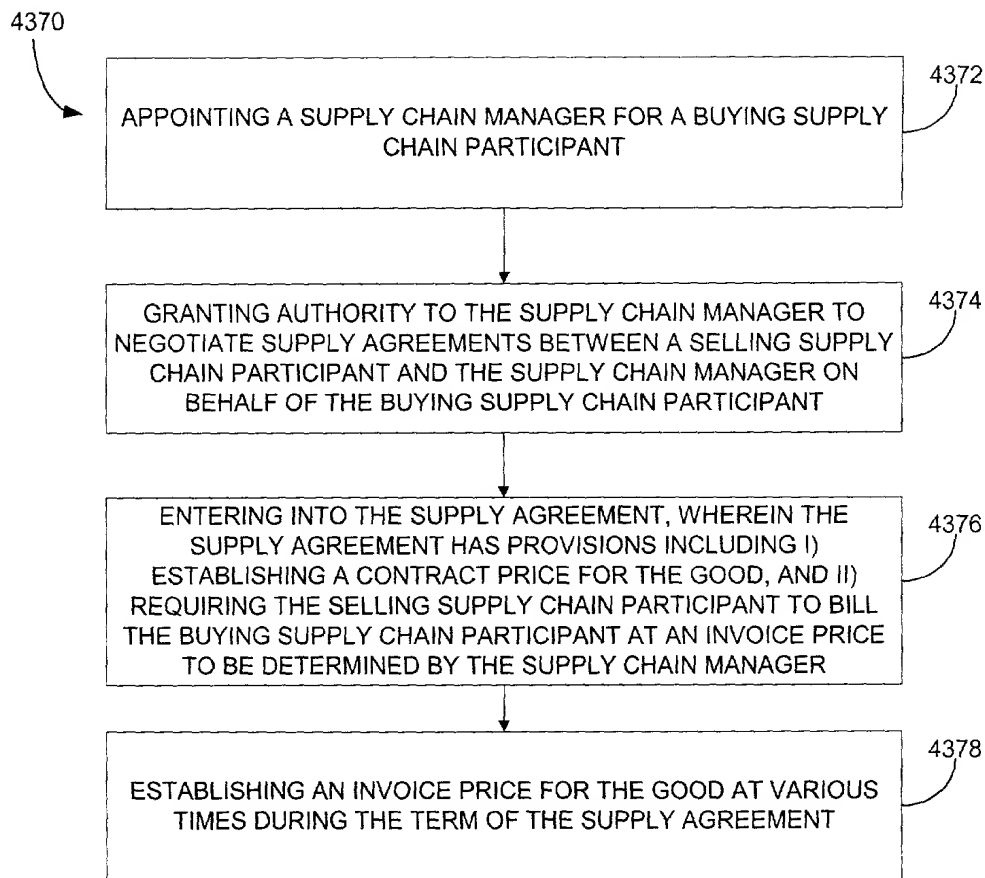 4370
4372
APPOINTING A SUPPLY CHAIN MANAGER FOR A BUYING SUPPLY
CHAIN PARTICIPANT
4374
GRANTING AUTHORITY TO THE SUPPLY CHAIN MANAGER TO
NEGOTIATE SUPPLY AGREEMENTS BETWEEN A SELLING SUPPLY
CHAIN PARTICIPANT AND THE SUPPLY CHAIN MANAGER ON
BEHALF OF THE BUYING SUPPLY CHAIN PARTICIPANT
4376
ENTERING INTO THE SUPPLY AGREEMENT, WHEREIN THE
SUPPLY AGREEMENT HAS PROVISIONS INCLUDING I)
ESTABLISHING A CONTRACT PRICE FOR THE GOOD, AND II)
REQUIRING THE SELLING SUPPLY CHAIN PARTICIPANT TO BILL
THE BUYING SUPPLY CHAIN PARTICIPANT AT AN INVOICE PRICE
TO BE DETERMINED BY THE SUPPLY CHAIN MANAGER
4378
ESTABLISHING AN INVOICE PRICE FOR THE GOOD AT VARIOUS
TIMES DURING THE TERM OF THE SUPPLY AGREEMENT